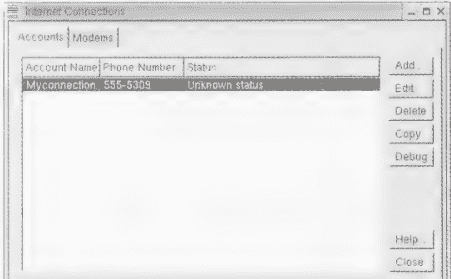 Internet Connections
Accounts Modems
Account Name Phone Number Status
Myconnection 555-5309 Unknown status
Add...
Edit
Delete
Copy
Debug
Help...
Close